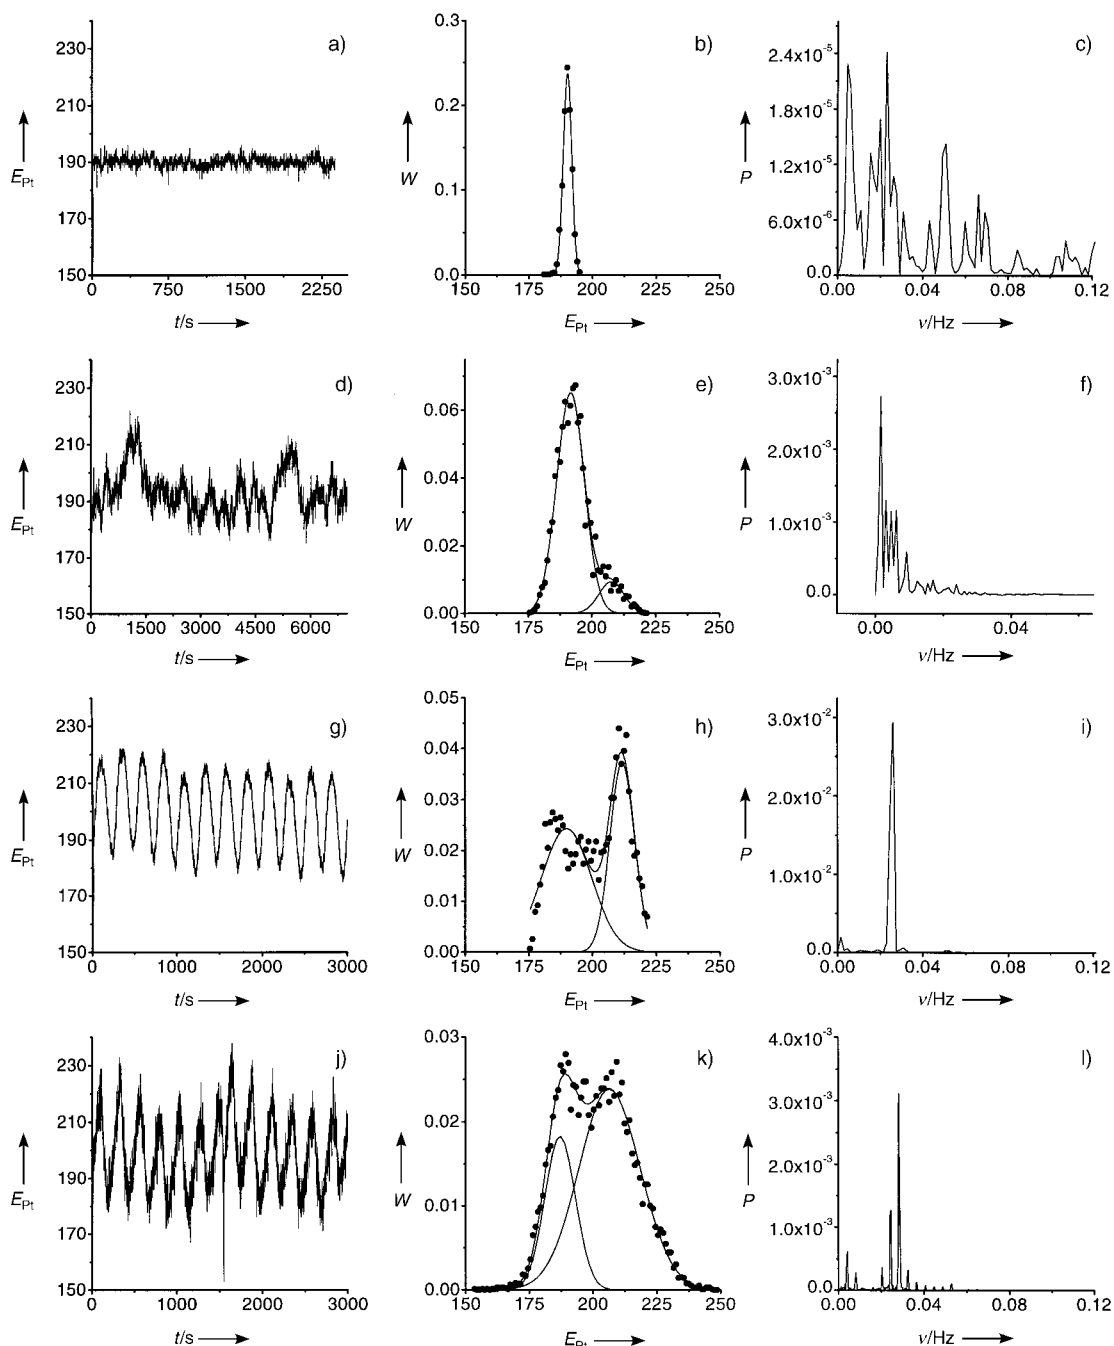 a)
230
210
190
170
150
E_Pt
0 750 1500 2250
t/s
b)
0.3
0.2
0.1
0.0
W
150 175 200 225 250
E_Pt
c)
2.4x10^-5
1.8x10^-5
1.2x10^-5
6.0x10^-6
0.0
P
0.00 0.04 0.08 0.12
ν/Hz
d)
230
210
190
170
150
E_Pt
0 1500 3000 4500 6000
t/s
e)
0.06
0.04
0.02
0.00
W
150 175 200 225 250
E_Pt
f)
3.0x10^-3
2.0x10^-3
1.0x10^-3
0.0
P
0.00 0.04
ν/Hz
g)
230
210
190
170
150
E_Pt
0 1000 2000 3000
t/s
h)
0.05
0.04
0.03
0.02
0.01
0.00
W
150 175 200 225 250
E_Pt
i)
3.0x10^-2
2.0x10^-2
1.0x10^-2
0.0
P
0.00 0.04 0.08 0.12
ν/Hz
j)
230
210
190
170
150
E_Pt
0 1000 2000 3000
t/s
k)
0.03
0.02
0.01
0.00
W
150 175 200 225 250
E_Pt
l)
4.0x10^-3
3.0x10^-3
2.0x10^-3
1.0x10^-3
0.0
P
0.00 0.04 0.08 0.12
ν/Hz